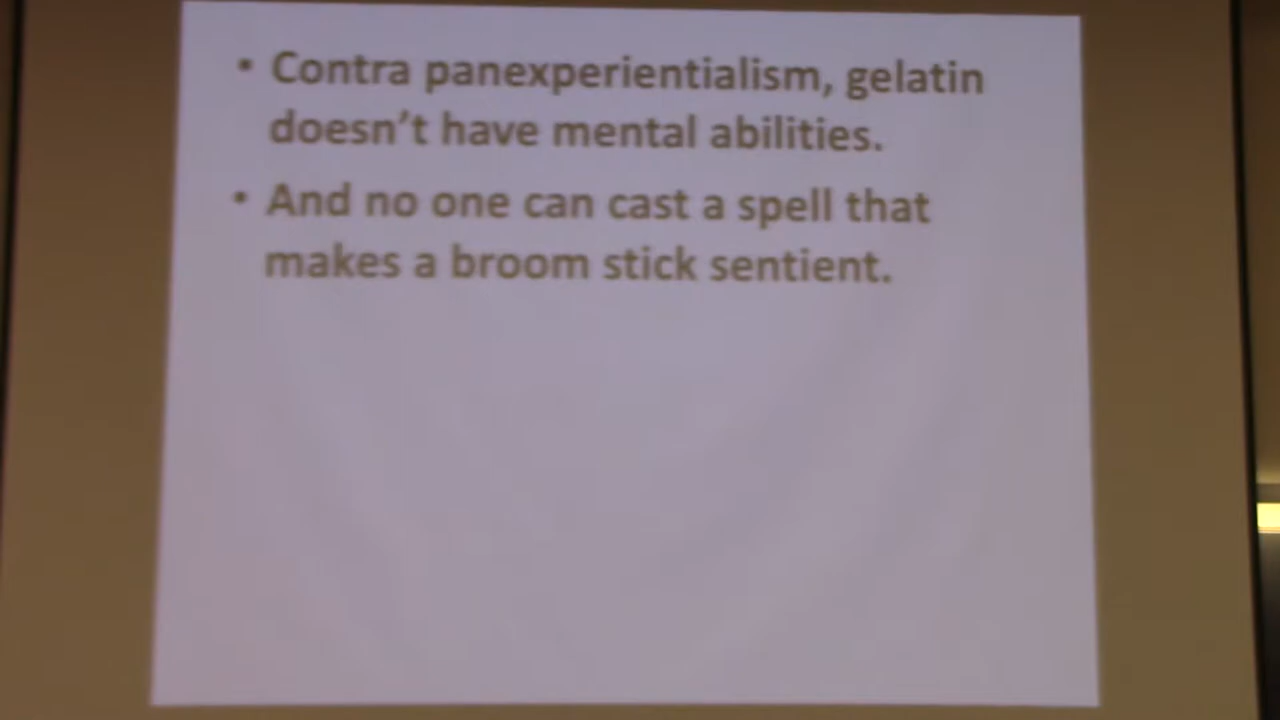 • Contra panexperientialism, gelatin
doesn't have mental abilities.
• And no one can cast a spell that
makes a broom stick sentient.